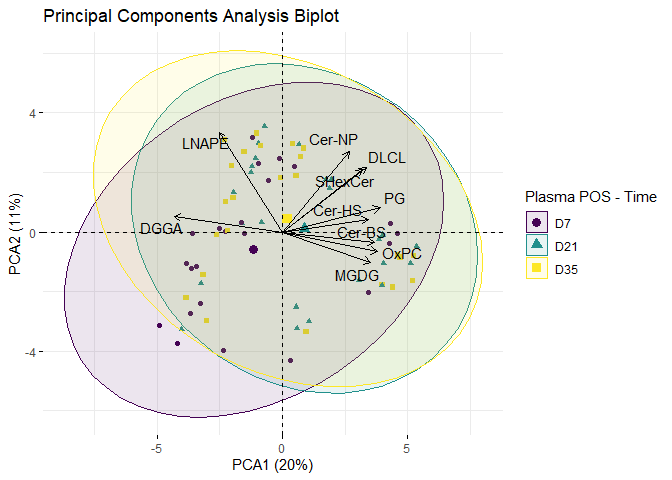 Principal Components Analysis Biplot
PCA2 (11%)
4
0
-4
LNAPE
Cer-NP
DLCL
SHexCer
PG
DGGA
Cer-HS
Cer-BS
OxPC
MGDG
-5
0
5
PCA1 (20%)
Plasma POS - Time
D7
D21
D35